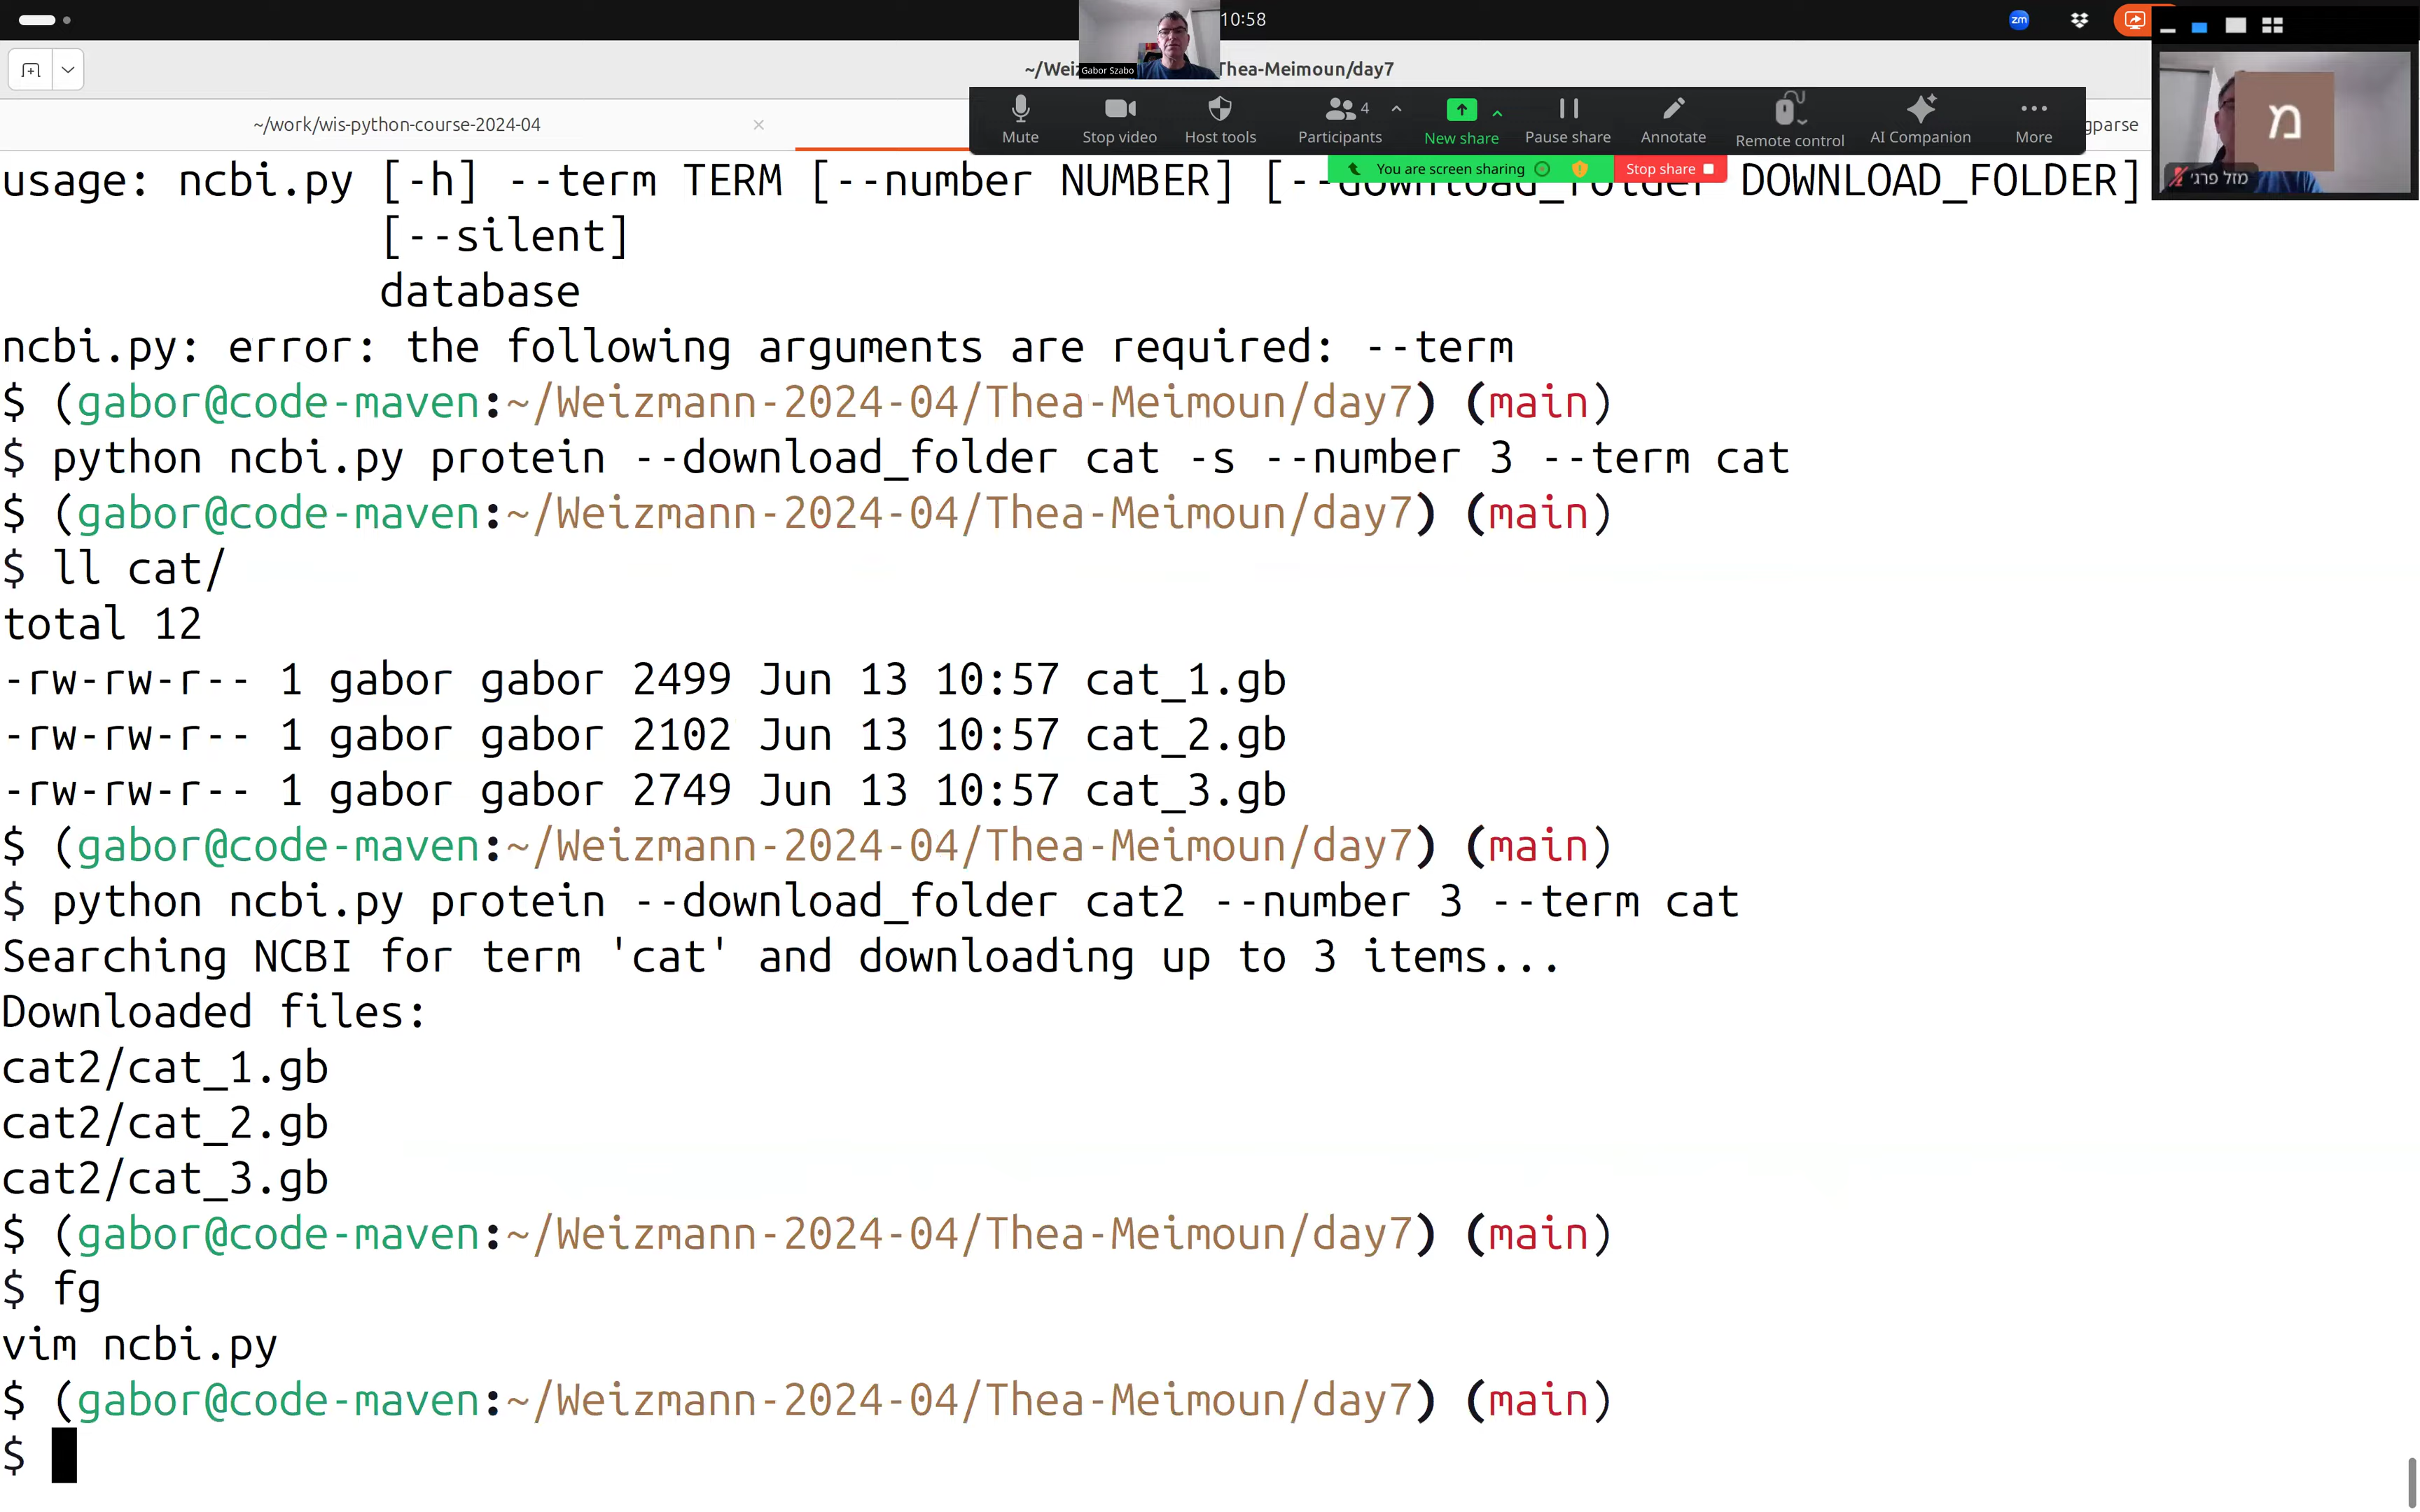 10:58
zm
Gabor Szabo
~/Wei
Thea-Meimoun/day7
~/work/wis-python-course-2024-04
gparse
Mute
Stop video
Host tools
Participants
4
New share
Pause share
Annotate
Remote control
AI Companion
More
You are screen sharing
Stop share
מ
מזל פרג׳
usage: ncbi.py [-h] --term TERM [--number NUMBER] [--download_folder DOWNLOAD_FOLDER]
[--silent]
database
ncbi.py: error: the following arguments are required: --term
$ (gabor@code-maven:~/Weizmann-2024-04/Thea-Meimoun/day7) (main)
$ python ncbi.py protein --download_folder cat -s --number 3 --term cat
$ (gabor@code-maven:~/Weizmann-2024-04/Thea-Meimoun/day7) (main)
$ ll cat/
total 12
-rw-rw-r-- 1 gabor gabor 2499 Jun 13 10:57 cat_1.gb
-rw-rw-r-- 1 gabor gabor 2102 Jun 13 10:57 cat_2.gb
-rw-rw-r-- 1 gabor gabor 2749 Jun 13 10:57 cat_3.gb
$ (gabor@code-maven:~/Weizmann-2024-04/Thea-Meimoun/day7) (main)
$ python ncbi.py protein --download_folder cat2 --number 3 --term cat
Searching NCBI for term 'cat' and downloading up to 3 items...
Downloaded files:
cat2/cat_1.gb
cat2/cat_2.gb
cat2/cat_3.gb
$ (gabor@code-maven:~/Weizmann-2024-04/Thea-Meimoun/day7) (main)
$ fg
vim ncbi.py
$ (gabor@code-maven:~/Weizmann-2024-04/Thea-Meimoun/day7) (main)
$